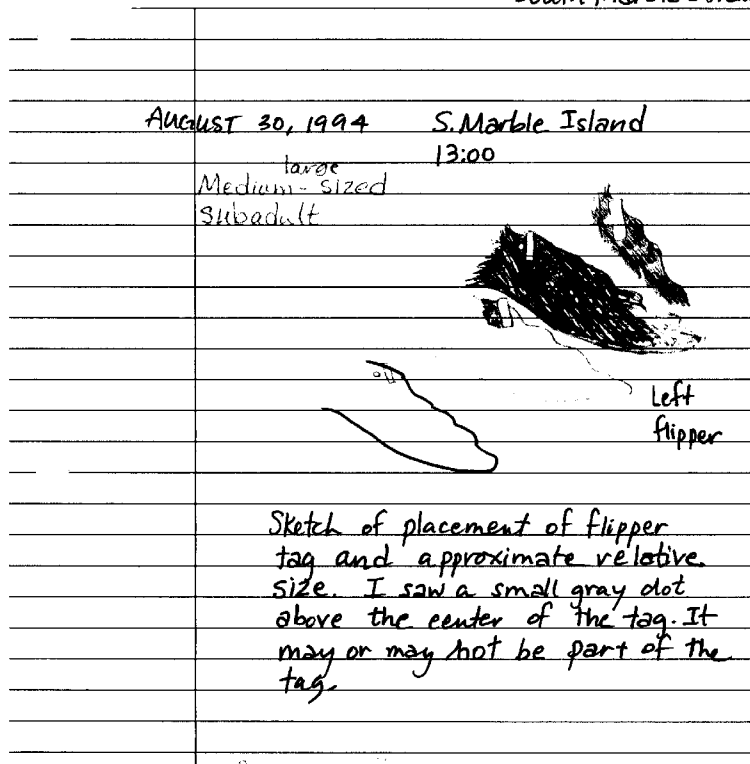 AUGUST 30, 1994 S. Marble Island
13:00
large
Medium-sized
Subadult
Left
flipper
Sketch of placement of flipper
tag and approximate relative
size. I saw a small gray dot
above the center of the tag. It
may or may not be part of the
tag.